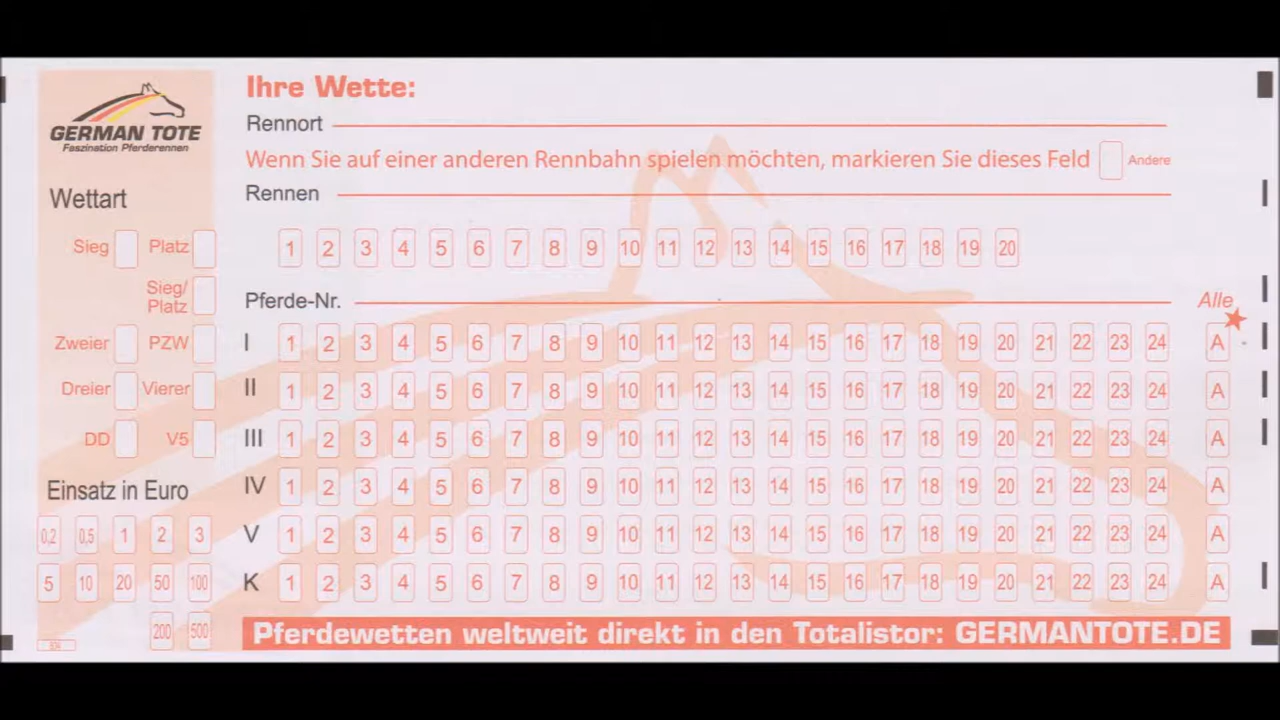 GERMAN TOTE
Faszination Pferderennen
Ihre Wette:
Rennort
Wenn Sie auf einer anderen Rennbahn spielen möchten, markieren Sie dieses Feld Andere
Rennen
Wettart
Sieg Platz
1 2 3 4 5 6 7 8 9 10 11 12 13 14 15 16 17 18 19 20
Sieg/
Platz
Pferde-Nr. Alle
Zweier PZW
I 1 2 3 4 5 6 7 8 9 10 11 12 13 14 15 16 17 18 19 20 21 22 23 24 A
Dreier Vierer
II 1 2 3 4 5 6 7 8 9 10 11 12 13 14 15 16 17 18 19 20 21 22 23 24 A
DD V5
III 1 2 3 4 5 6 7 8 9 10 11 12 13 14 15 16 17 18 19 20 21 22 23 24 A
Einsatz in Euro
IV 1 2 3 4 5 6 7 8 9 10 11 12 13 14 15 16 17 18 19 20 21 22 23 24 A
0,2 0,5 1 2 3
V 1 2 3 4 5 6 7 8 9 10 11 12 13 14 15 16 17 18 19 20 21 22 23 24 A
5 10 20 50 100
K 1 2 3 4 5 6 7 8 9 10 11 12 13 14 15 16 17 18 19 20 21 22 23 24 A
200 500
Pferdewetten weltweit direkt in den Totalistor: GERMANTOTE.DE